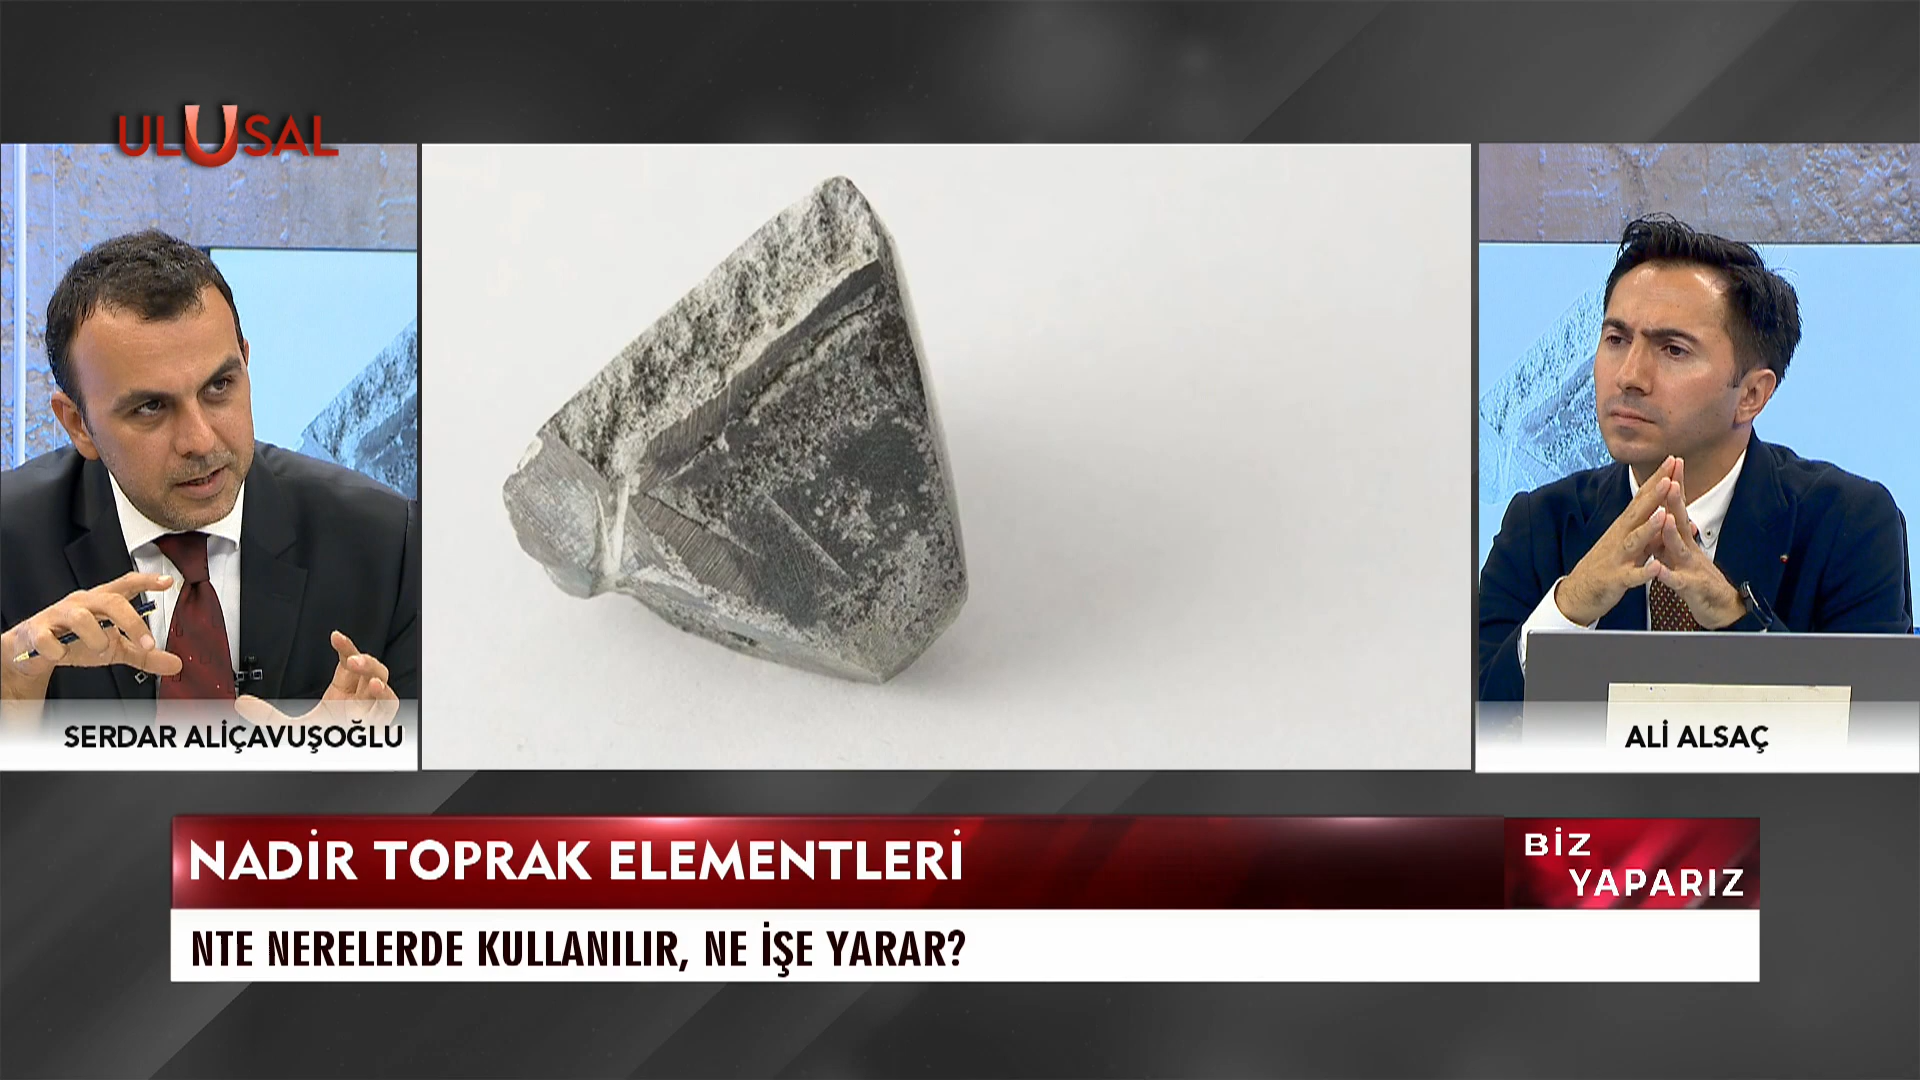 ULUSAL
SERDAR ALİÇAVUŞOĞLU
ALİ ALSAÇ
NADİR TOPRAK ELEMENTLERİ
BİZ
YAPARIZ
NTE NERELERDE KULLANILIR, NE İŞE YARAR?